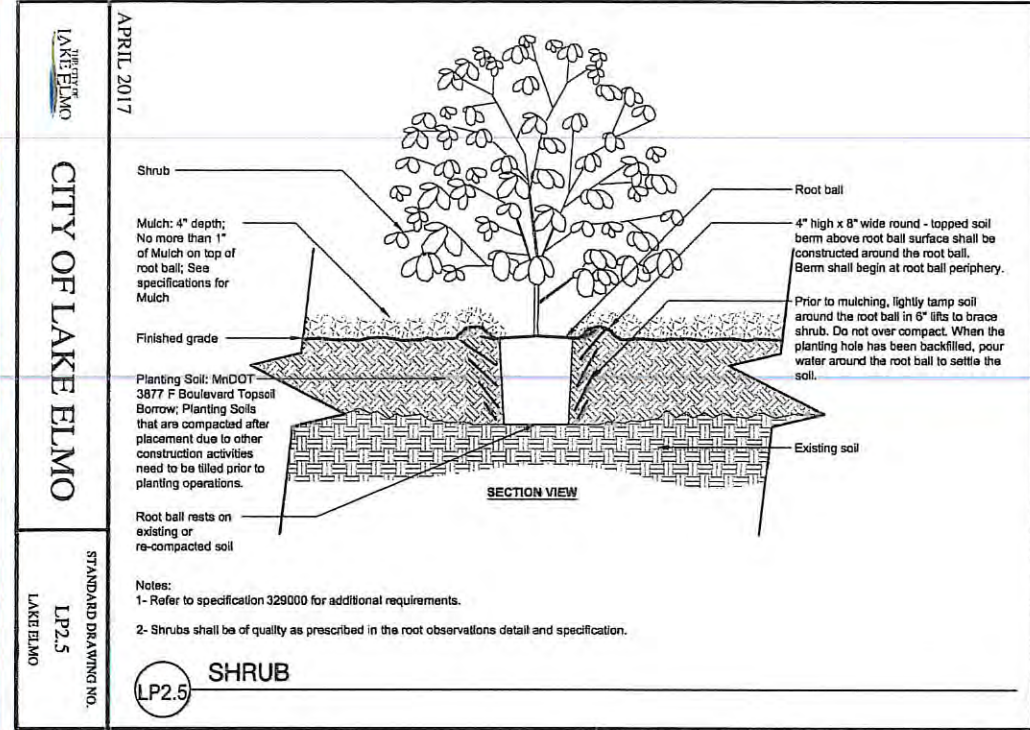 APRIL 2017
THE CITY OF
LAKE ELMO
CITY OF LAKE ELMO
STANDARD DRAWING NO.
LP2.5
LAKE ELMO
Shrub
Mulch: 4" depth;
No more than 1"
of Mulch on top of
root ball; See
specifications for
Mulch
Finished grade
Planting Soil: MnDOT
3877 F Boulevard Topsoil
Borrow; Planting Soils
that are compacted after
placement due to other
construction activities
need to be tilled prior to
planting operations.
Root ball rests on
existing or
re-compacted soil
Root ball
4" high x 8" wide round - topped soil
berm above root ball surface shall be
constructed around the root ball.
Berm shall begin at root ball periphery.
Prior to mulching, lightly tamp soil
around the root ball in 6" lifts to brace
shrub. Do not over compact. When the
planting hole has been backfilled, pour
water around the root ball to settle the
soil.
Existing soil
SECTION VIEW
Notes:
1- Refer to specification 329000 for additional requirements.
2- Shrubs shall be of quality as prescribed in the root observations detail and specification.
LP2.5
SHRUB